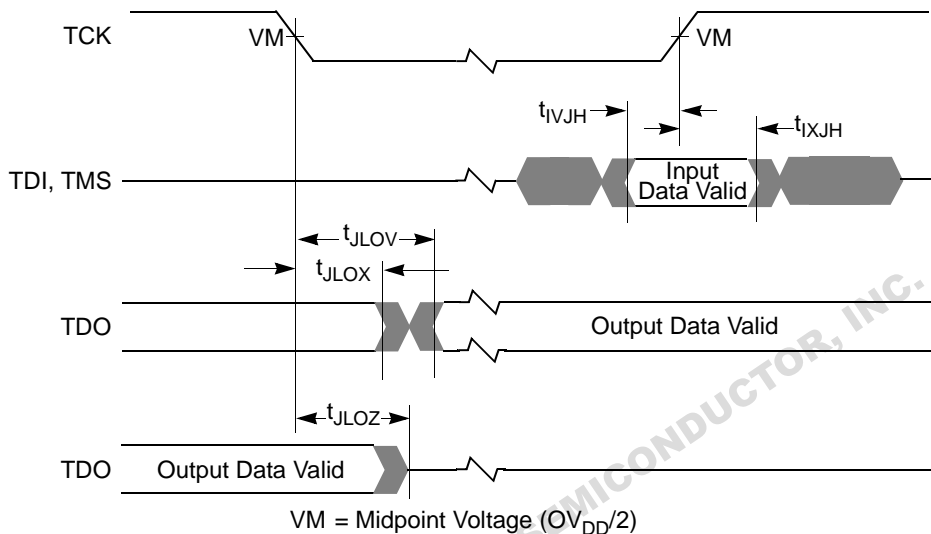 TCK
VM
VM
tIVJH
tIXJH
TDI, TMS
Input
Data Valid
tJLOV
tJLOX
TDO
Output Data Valid
tJLOZ
TDO
Output Data Valid
VM = Midpoint Voltage (OVDD/2)
SEMICONDUCTOR, INC.